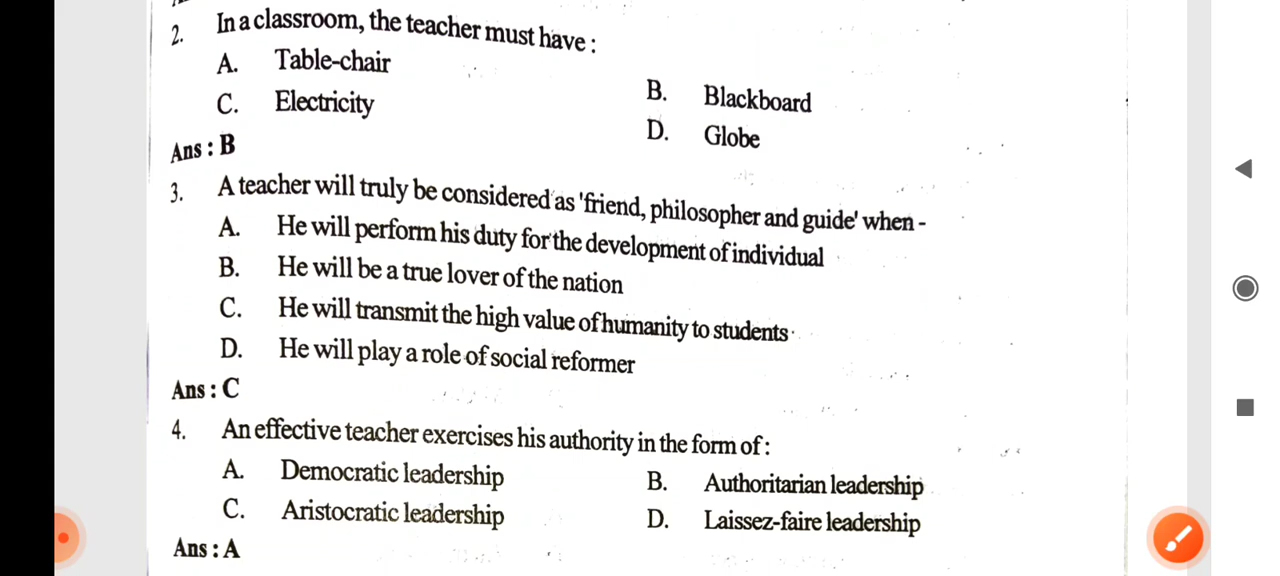 2. In a classroom, the teacher must have :
A. Table-chair
B. Blackboard
C. Electricity
D. Globe
Ans : B
3. A teacher will truly be considered as 'friend, philosopher and guide' when -
A. He will perform his duty for the development of individual
B. He will be a true lover of the nation
C. He will transmit the high value of humanity to students
D. He will play a role of social reformer
Ans : C
4. An effective teacher exercises his authority in the form of :
A. Democratic leadership
B. Authoritarian leadership
C. Aristocratic leadership
D. Laissez-faire leadership
Ans : A